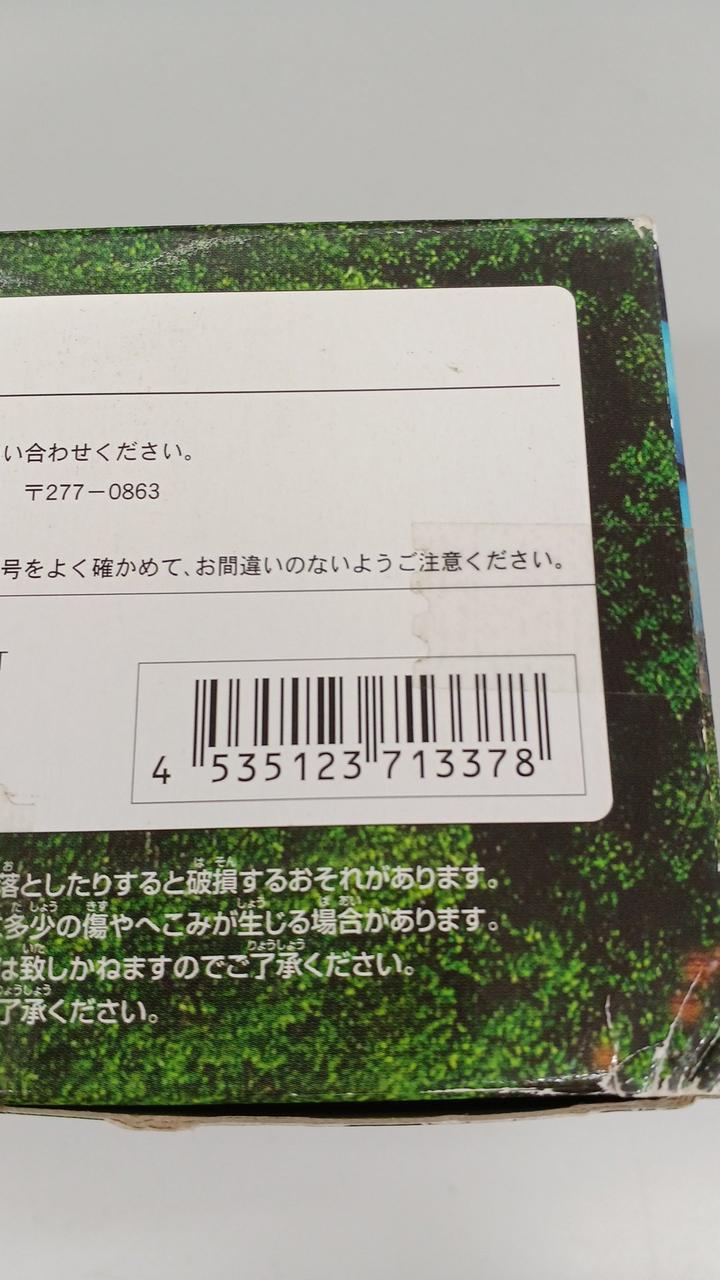 い合わせください。
〒277-0863
号をよく確かめて、お間違いのないようご注意ください。
T
4 535123 713378
落としたりすると破損するおそれがあります。
多少の傷やへこみが生じる場合があります。
は致しかねますのでご了承ください。
了承ください。